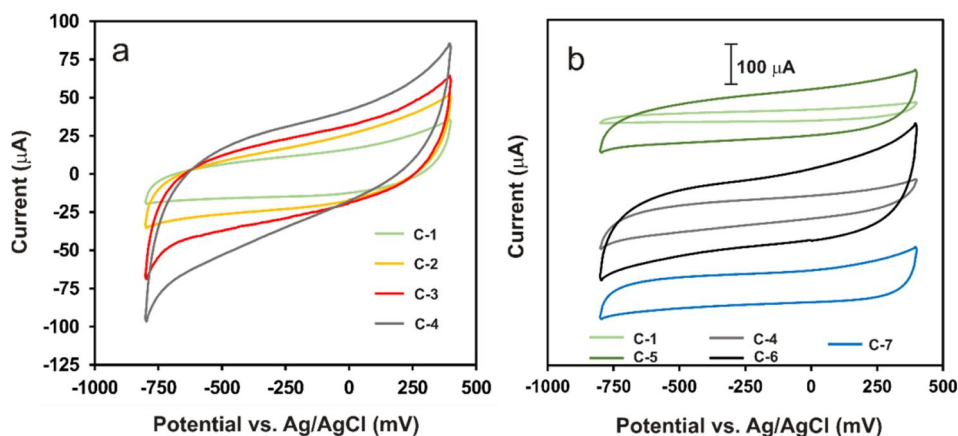 a
100
75
50
25
0
-25
-50
-75
-100
-125
Current (μA)
C-1
C-2
C-3
C-4
-1000 -750 -500 -250 0 250 500
Potential vs. Ag/AgCl (mV)
b
100 μA
Current (μA)
C-1 C-4 C-7
C-5 C-6
-1000 -750 -500 -250 0 250 500
Potential vs. Ag/AgCl (mV)